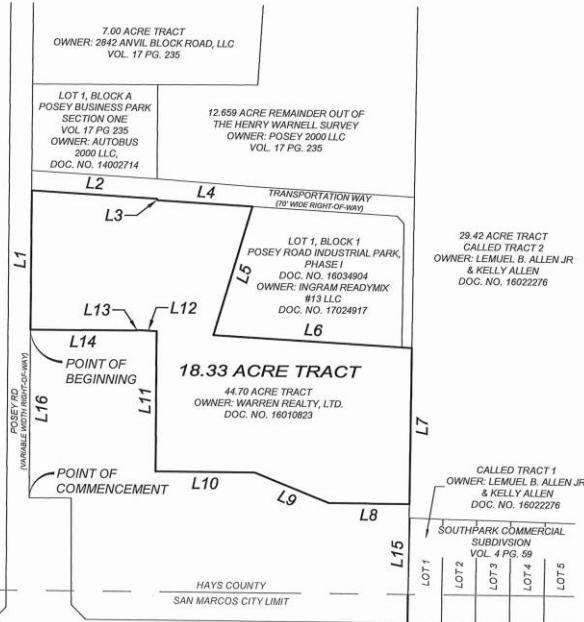 7.00 ACRE TRACT
OWNER: 2842 ANVIL BLOCK ROAD, LLC
VOL. 17 PG. 235
LOT 1, BLOCK A
POSEY BUSINESS PARK
SECTION ONE
VOL 17 PG 235
OWNER: AUTOBUS
2000 LLC,
DOC. NO. 14002714
12.659 ACRE REMAINDER OUT OF
THE HENRY WARNELL SURVEY
OWNER: POSEY 2000 LLC
VOL. 17 PG. 235
L2
L4
TRANSPORTATION WAY
(70' WIDE RIGHT-OF-WAY)
L3
L1
L5
LOT 1, BLOCK 1
POSEY ROAD INDUSTRIAL PARK,
PHASE I
DOC. NO. 16034904
OWNER: INGRAM READYMIX
#13 LLC
DOC. NO. 17024917
29.42 ACRE TRACT
CALLED TRACT 2
OWNER: LEMUEL B. ALLEN JR
& KELLY ALLEN
DOC. NO. 16022276
L13
L12
L14
L6
POINT OF
BEGINNING
18.33 ACRE TRACT
44.70 ACRE TRACT
OWNER: WARREN REALTY, LTD.
DOC. NO. 16010823
POSEY RD
(VARIABLE WIDTH RIGHT-OF-WAY)
L16
L11
L7
POINT OF
COMMENCEMENT
L10
L9
L8
CALLED TRACT 1
OWNER: LEMUEL B. ALLEN JR
& KELLY ALLEN
DOC. NO. 16022276
SOUTHPARK COMMERCIAL
SUBDIVSION
VOL. 4 PG. 59
L15
LOT 1
LOT 2
LOT 3
LOT 4
LOT 5
HAYS COUNTY
SAN MARCOS CITY LIMIT